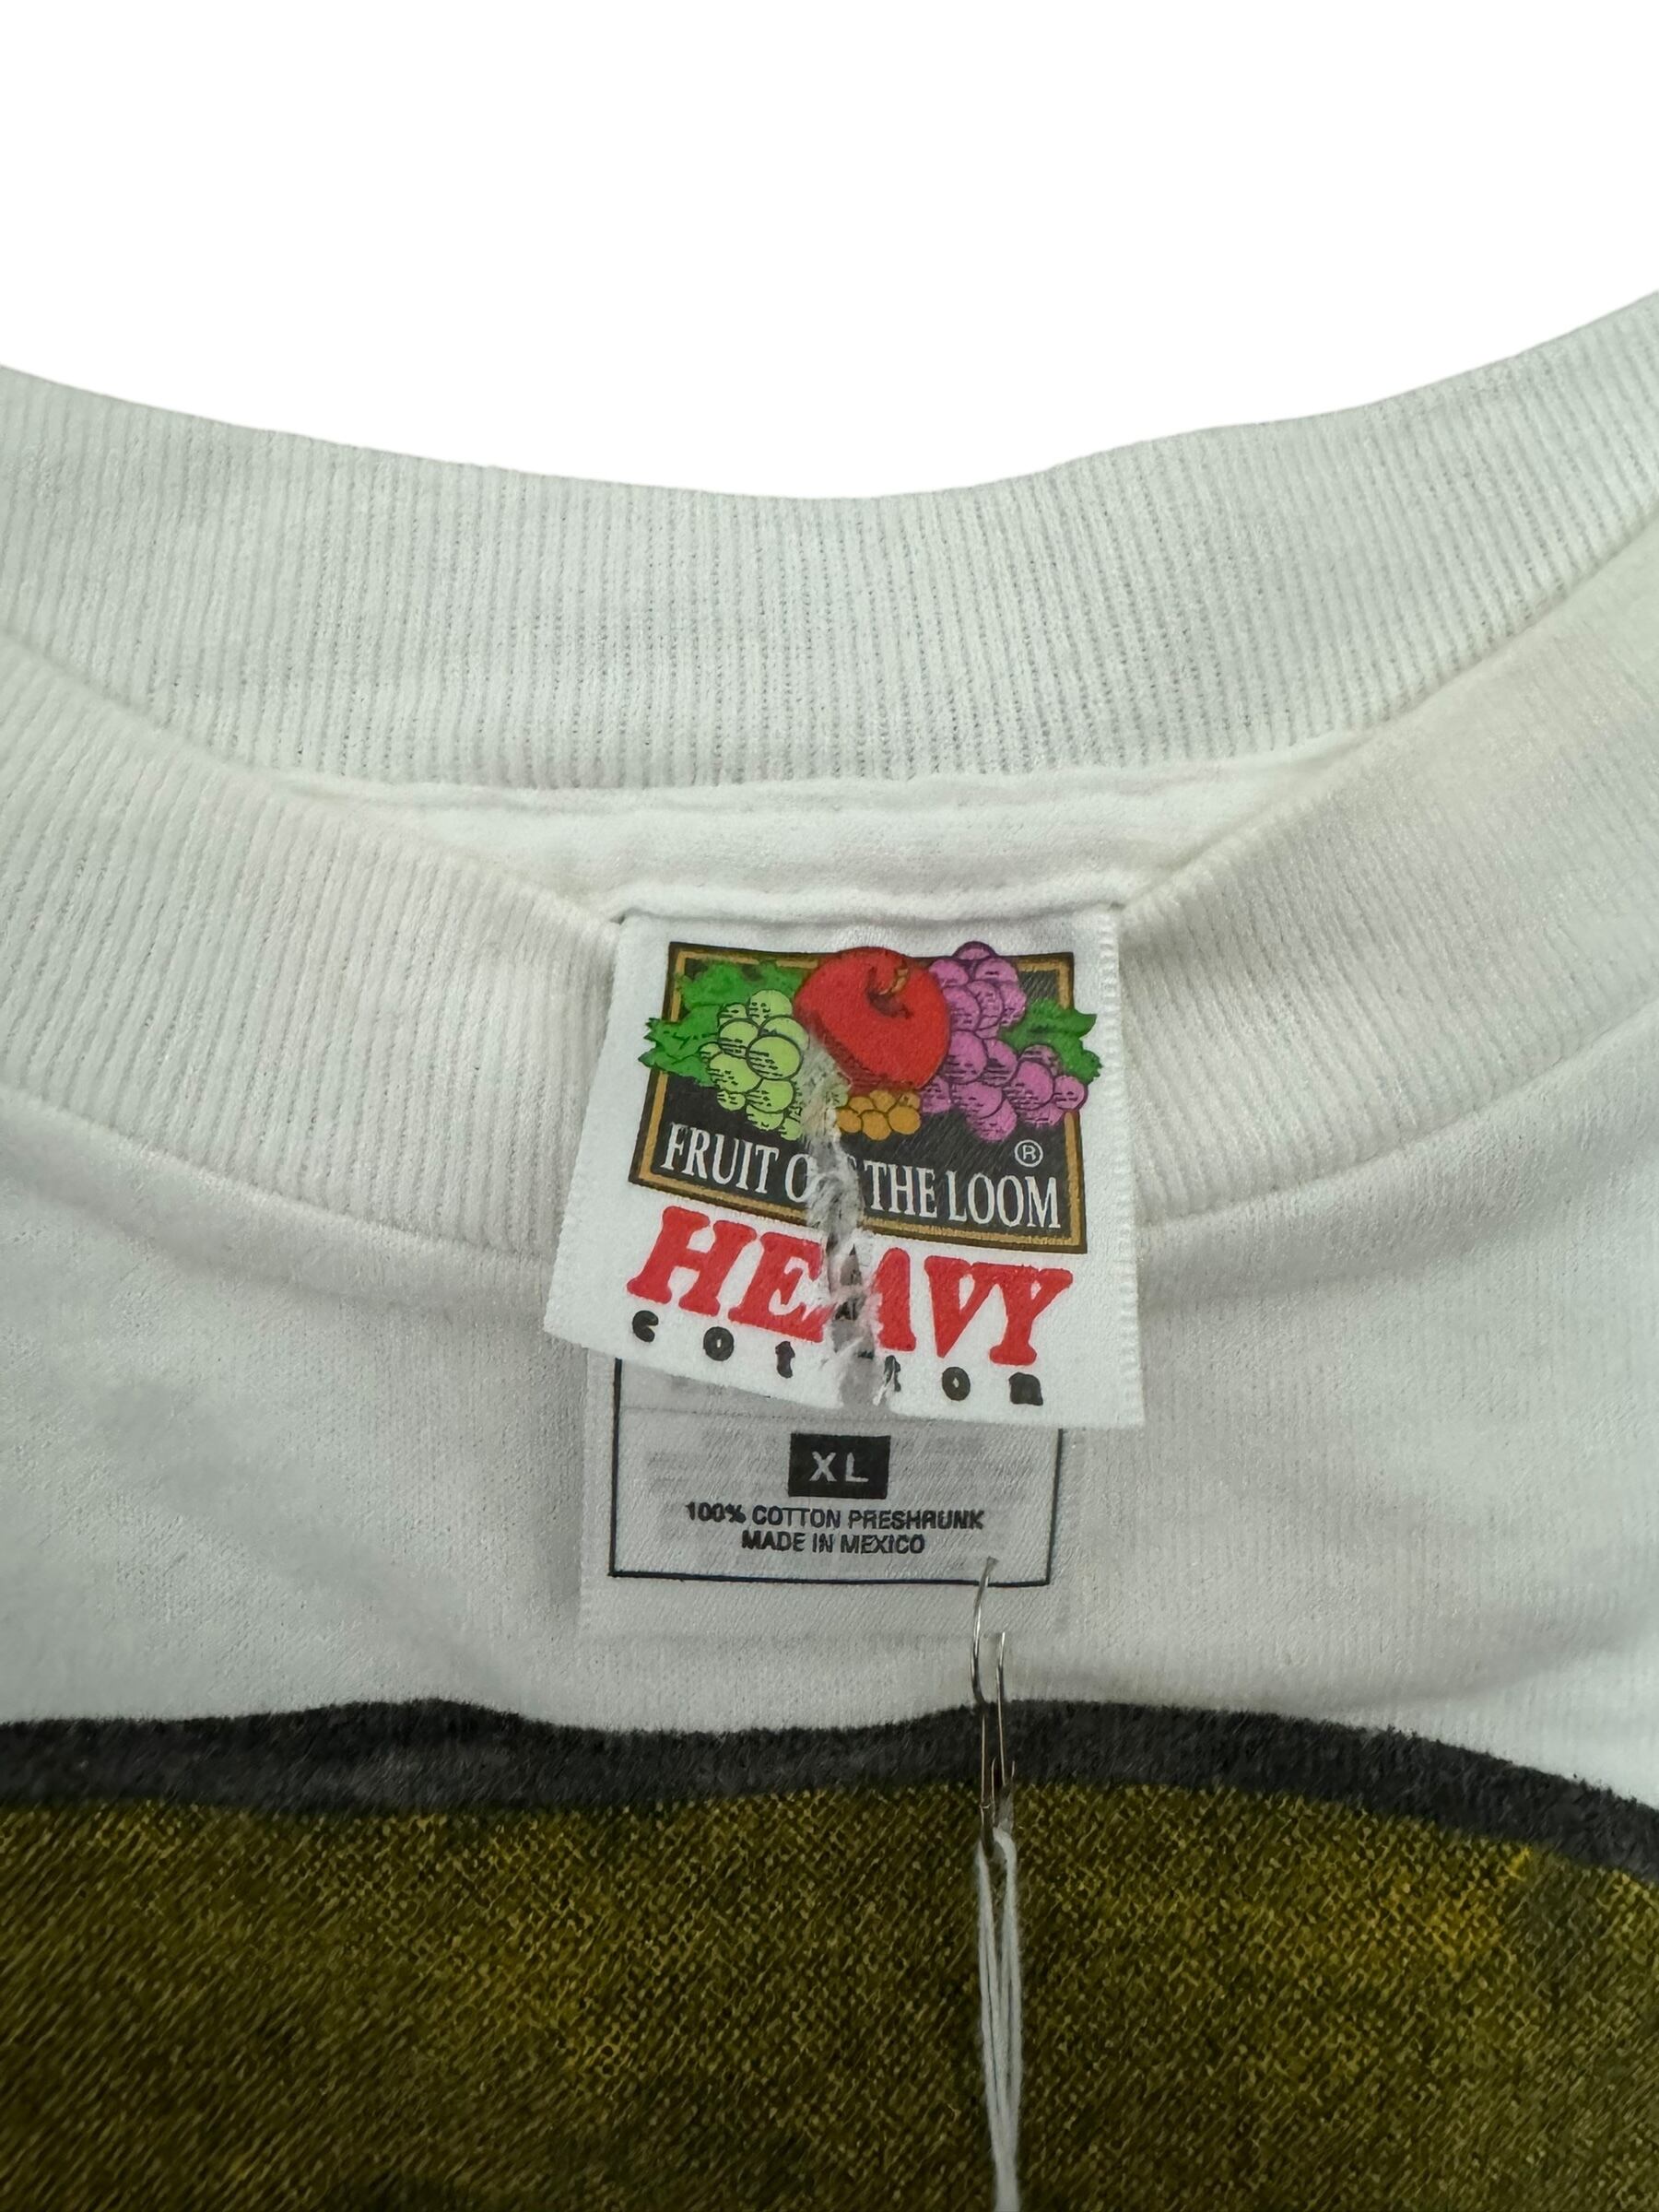 FRUIT OF THE LOOM ®
HEAVY
cotton
XL
100% COTTON PRESHRUNK
MADE IN MEXICO